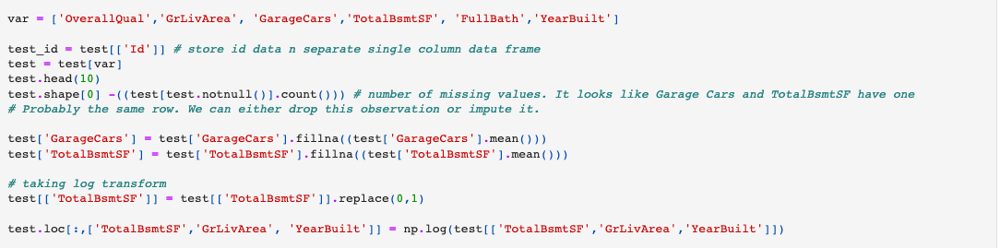 var = ['OverallQual','GrLivArea', 'GarageCars','TotalBsmtSF', 'FullBath','YearBuilt']
test_id = test[['Id']] # store id data n separate single column data frame
test = test[var]
test.head(10)
test.shape[0] -((test[test.notnull()].count())) # number of missing values. It looks like Garage Cars and TotalBsmtSF have one
# Probably the same row. We can either drop this observation or impute it.
test['GarageCars'] = test['GarageCars'].fillna((test['GarageCars'].mean()))
test['TotalBsmtSF'] = test['TotalBsmtSF'].fillna((test['TotalBsmtSF'].mean()))
# taking log transform
test[['TotalBsmtSF']] = test[['TotalBsmtSF']].replace(0,1)
test.loc[:,['TotalBsmtSF','GrLivArea', 'YearBuilt']] = np.log(test[['TotalBsmtSF','GrLivArea','YearBuilt']])